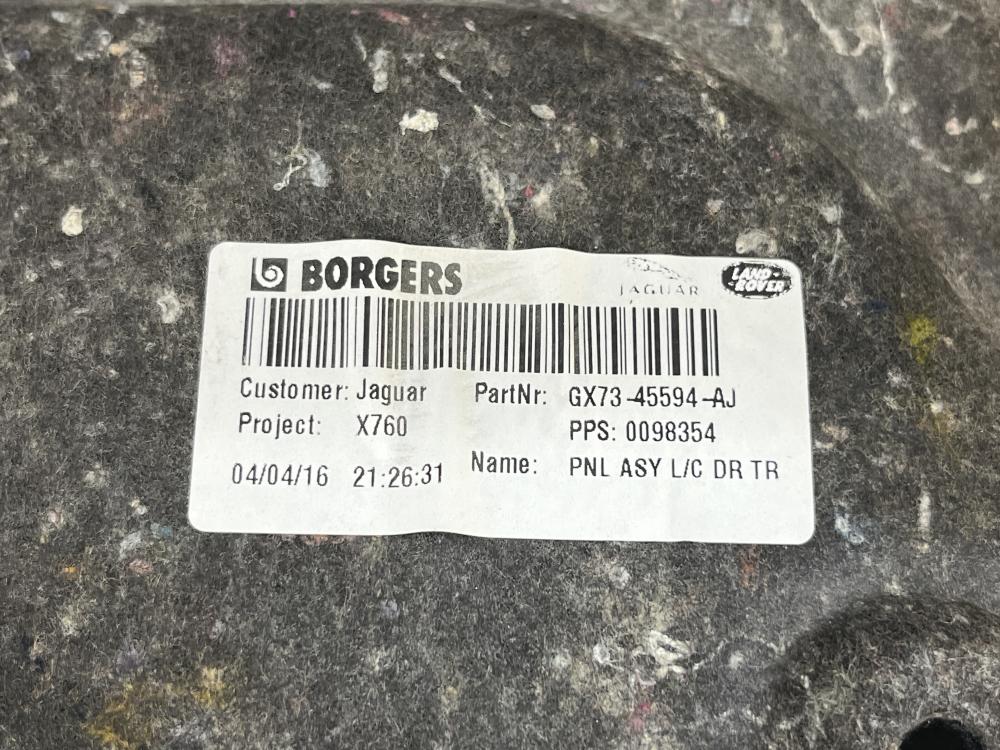 BORGERS
JAGUAR
LAND-
ROVER
Customer: Jaguar PartNr: GX73-45594-AJ
Project: X760 PPS: 0098354
04/04/16 21:26:31 Name: PNL ASY L/C DR TR